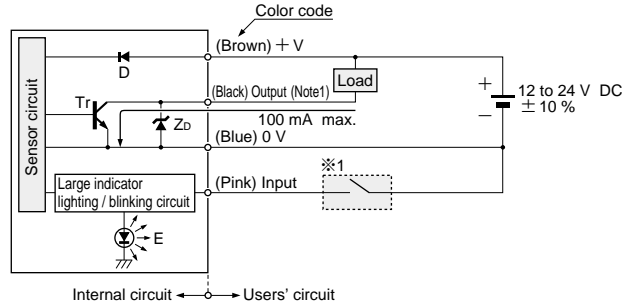 Color code
(Brown) + V
D
Load
12 to 24 V DC
± 10 %
+
−
Sensor circuit
Tr
(Black) Output (Note1)
ZD
100 mA max.
(Blue) 0 V
※1
(Pink) Input
Large indicator
lighting / blinking circuit
E
Internal circuit
Users' circuit